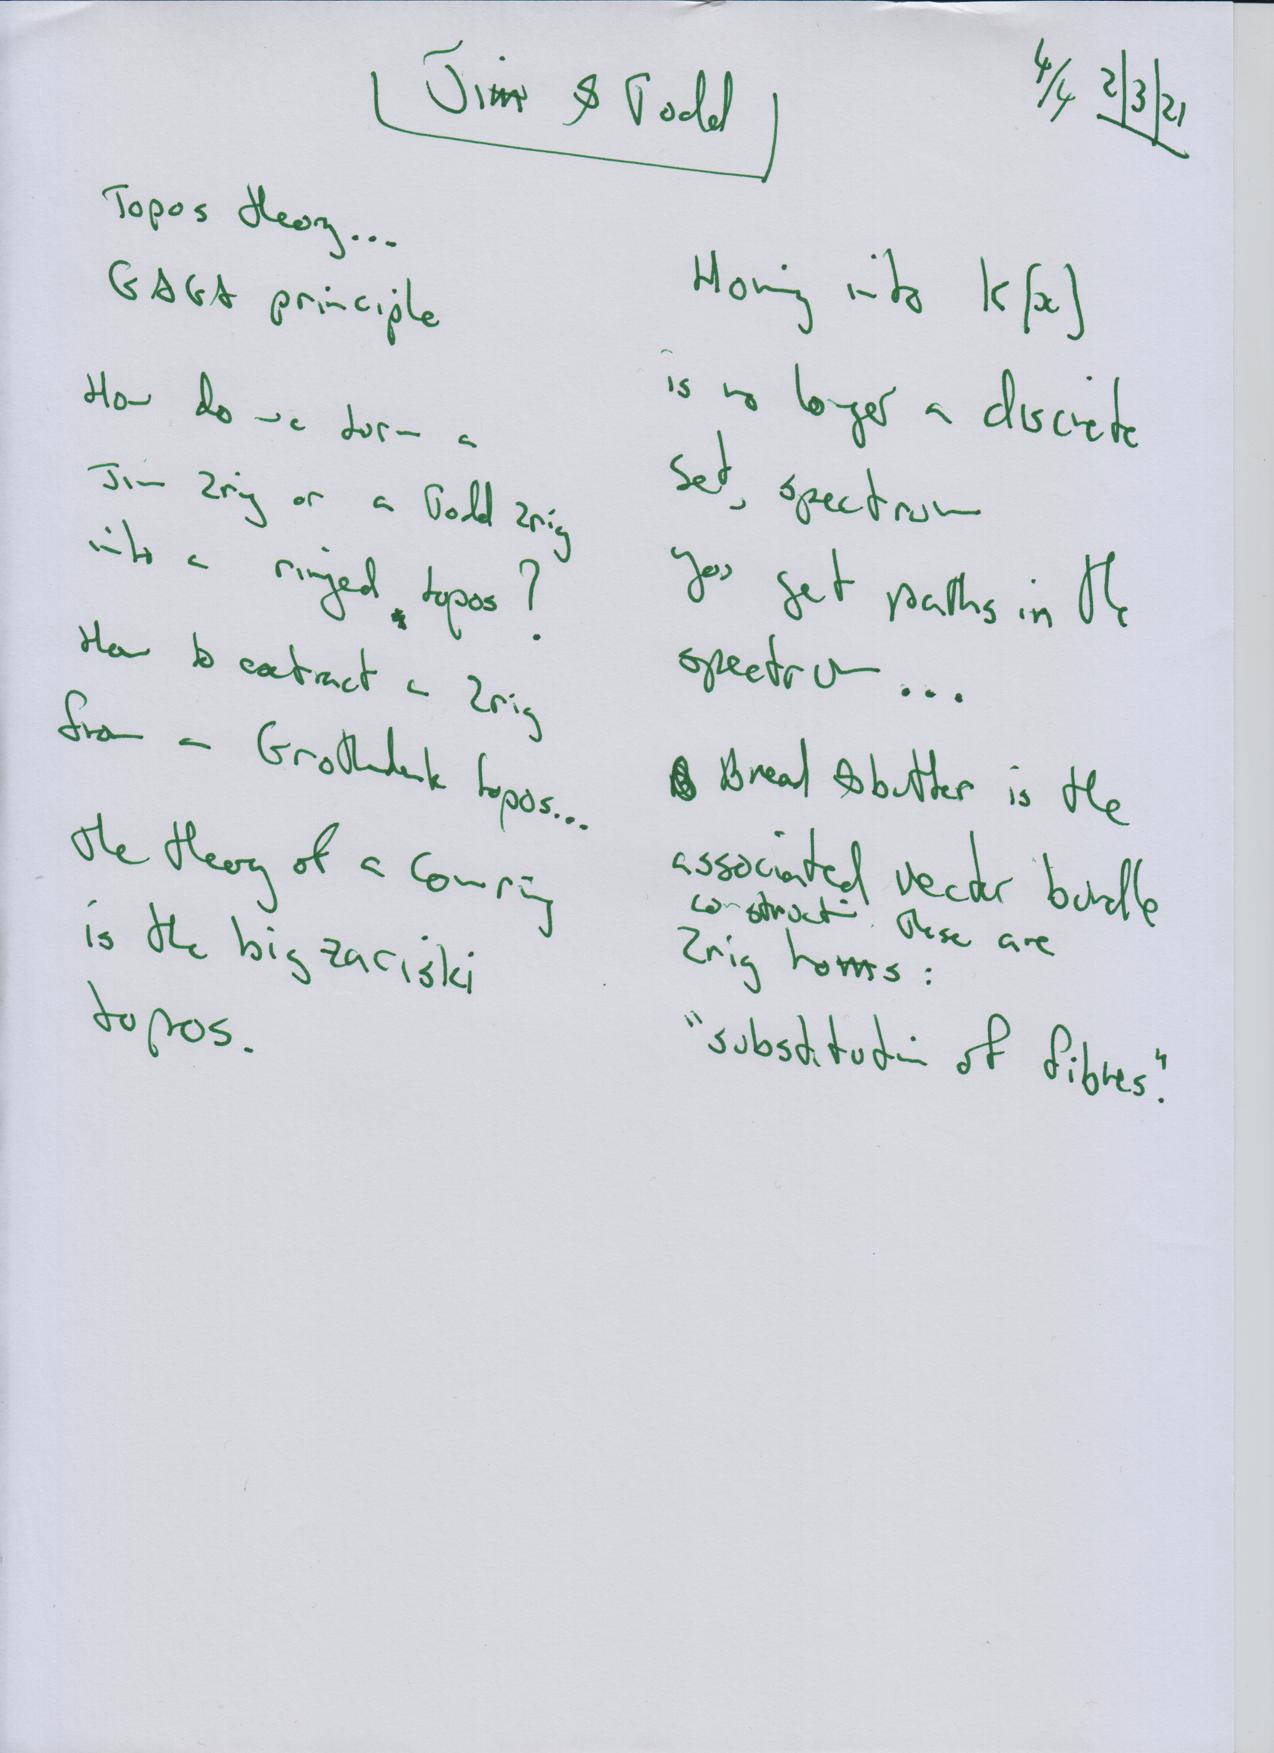 Jim & Todd
4/4 2|3|21
Topos theory...
GAGA principle
How do we turn a
Jim 2rig or a Todd 2rig
into a ringed topos?
How to extract a 2rig
from a Grothendieck topos...
the theory of a comring
is the big zariski
topos.
Homing into k[x]
is no longer a discrete
set, spectrum
you get paths in the
spectrum...
Bread & butter is the
associated vector bundle
construction. these are
2rig homs:
"substitution of fibres".